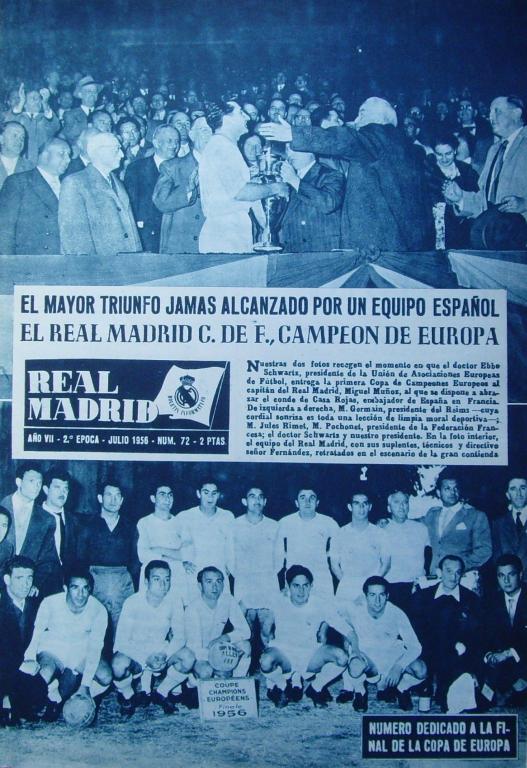 EL MAYOR TRIUNFO JAMAS ALCANZADO POR UN EQUIPO ESPAÑOL
EL REAL MADRID C. DE F., CAMPEON DE EUROPA
REAL
MADRID
BOLETIN INFORMATIVO
AÑO VII - 2.ª EPOCA - JULIO 1956 - NUM. 72 - 2 PTAS.
Nuestras dos fotos recogen el momento en que el doctor Ebbe
Schwarts, presidente de la Unión de Asociaciones Europeas
de Fútbol, entrega la primera Copa de Campeones Europeos al
capitán del Real Madrid, Miguel Muñoz, al que se dispone a abra-
zar el conde de Casa Rojas, embajador de España en Francia.
De izquierda a derecha, M. Germain, presidente del Reims —cuya
cordial sonrisa es toda una lección de limpia moral deportiva—;
M. Jules Rimet, M. Pochonet, presidente de la Federación Fran-
cesa; el doctor Schwarts y nuestro presidente. En la foto interior,
el equipo del Real Madrid, con sus suplentes, técnicos y directivo
señor Fernández, retratados en el escenario de la gran contienda
COUPE
CHAMPIONS
EUROPÉENS
Finale
1956
NUMERO DEDICADO A LA FI-
NAL DE LA COPA DE EUROPA